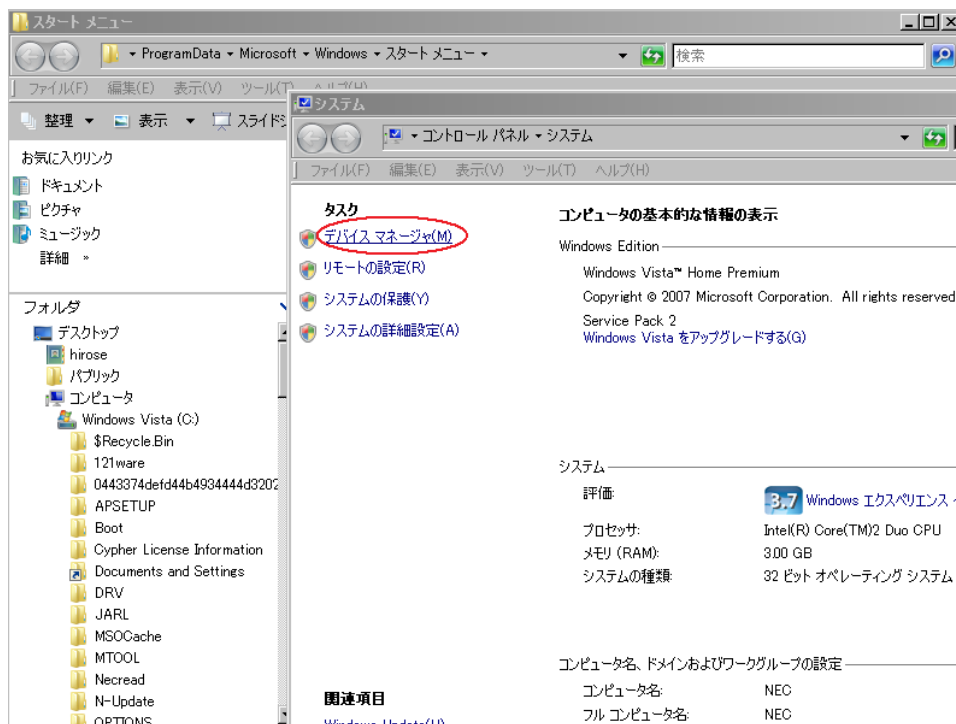 スタート メニュー
ProgramData Microsoft Windows スタート メニュー
検索
ファイル(F) 編集(E) 表示(V) ツール(T) ヘルプ(H)
整理 表示 スライドシ
お気に入りリンク
ドキュメント
ピクチャ
ミュージック
詳細 »
フォルダ
デスクトップ
hirose
パブリック
コンピュータ
Windows Vista (C:)
$Recycle.Bin
121ware
0443374defd44b4934444d3202
APSETUP
Boot
Cypher License Information
Documents and Settings
DRV
JARL
MSOCache
MTOOL
Necread
N-Update
OPTIONS
システム
コントロール パネル システム
ファイル(F) 編集(E) 表示(V) ツール(T) ヘルプ(H)
タスク
デバイス マネージャ(M)
リモートの設定(R)
システムの保護(Y)
システムの詳細設定(A)
関連項目
Windows Update(U)
コンピュータの基本的な情報の表示
Windows Edition
Windows Vista™ Home Premium
Copyright © 2007 Microsoft Corporation. All rights reserved
Service Pack 2
Windows Vista をアップグレードする(G)
システム
評価: 3.7 Windows エクスペリエンス
プロセッサ: Intel(R) Core(TM)2 Duo CPU
メモリ (RAM): 3.00 GB
システムの種類: 32 ビット オペレーティング システム
コンピュータ名、ドメインおよびワークグループの設定
コンピュータ名: NEC
フル コンピュータ名: NEC